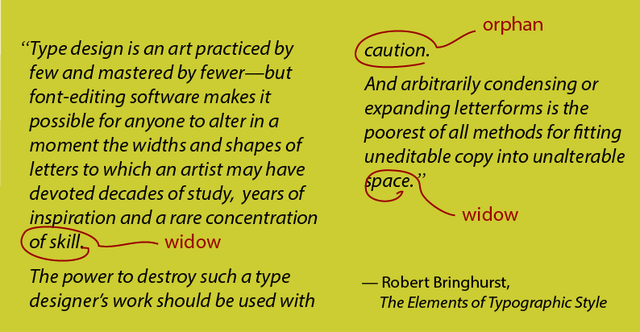 “Type design is an art practiced by
few and mastered by fewer—but
font-editing software makes it
possible for anyone to alter in a
moment the widths and shapes of
letters to which an artist may have
devoted decades of study, years of
inspiration and a rare concentration
of skill.
widow
The power to destroy such a type
designer’s work should be used with
orphan
caution.
And arbitrarily condensing or
expanding letterforms is the
poorest of all methods for fitting
uneditable copy into unalterable
space.”
widow
— Robert Bringhurst,
The Elements of Typographic Style